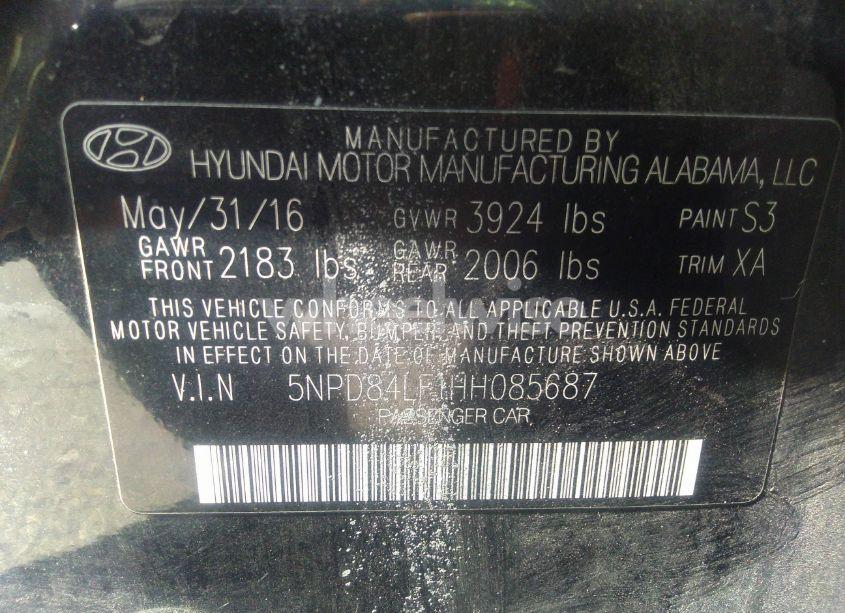 MANUFACTURED BY
HYUNDAI MOTOR MANUFACTURING ALABAMA, LLC
May/31/16 GVWR 3924 lbs PAINT S3
GAWR FRONT 2183 lbs GAWR REAR 2006 lbs TRIM XA
THIS VEHICLE CONFORMS TO ALL APPLICABLE U.S.A. FEDERAL
MOTOR VEHICLE SAFETY, BUMPER, AND THEFT PREVENTION STANDARDS
IN EFFECT ON THE DATE OF MANUFACTURE SHOWN ABOVE
V.I.N 5NPD84LF1HH085687
PASSENGER CAR